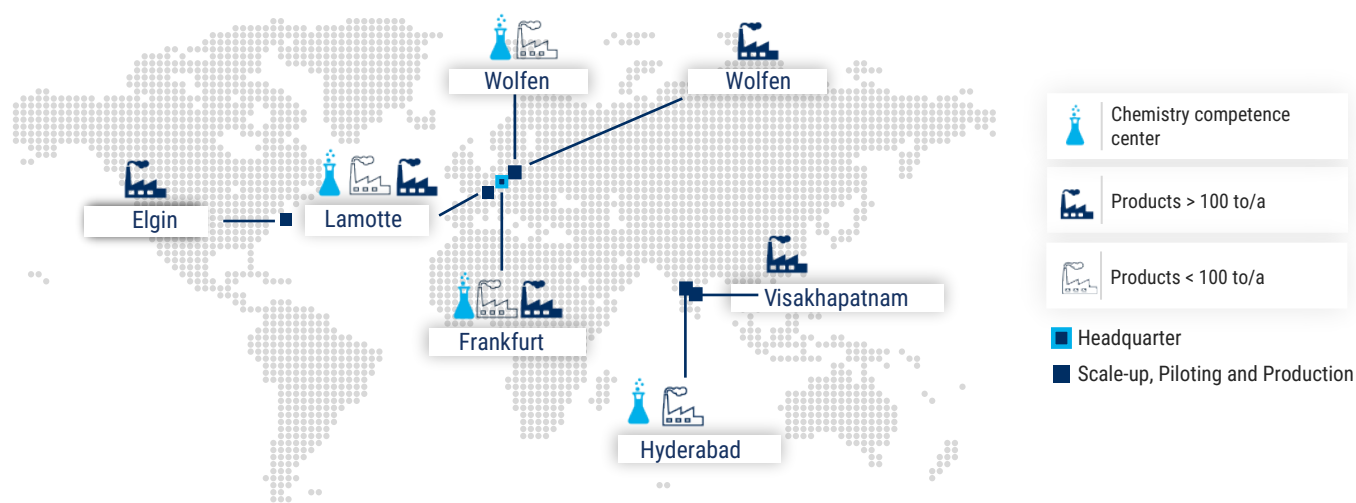 Wolfen
Wolfen
Elgin
Lamotte
Visakhapatnam
Frankfurt
Hyderabad
Chemistry competence
center
Products > 100 to/a
Products < 100 to/a
Headquarter
Scale-up, Piloting and Production